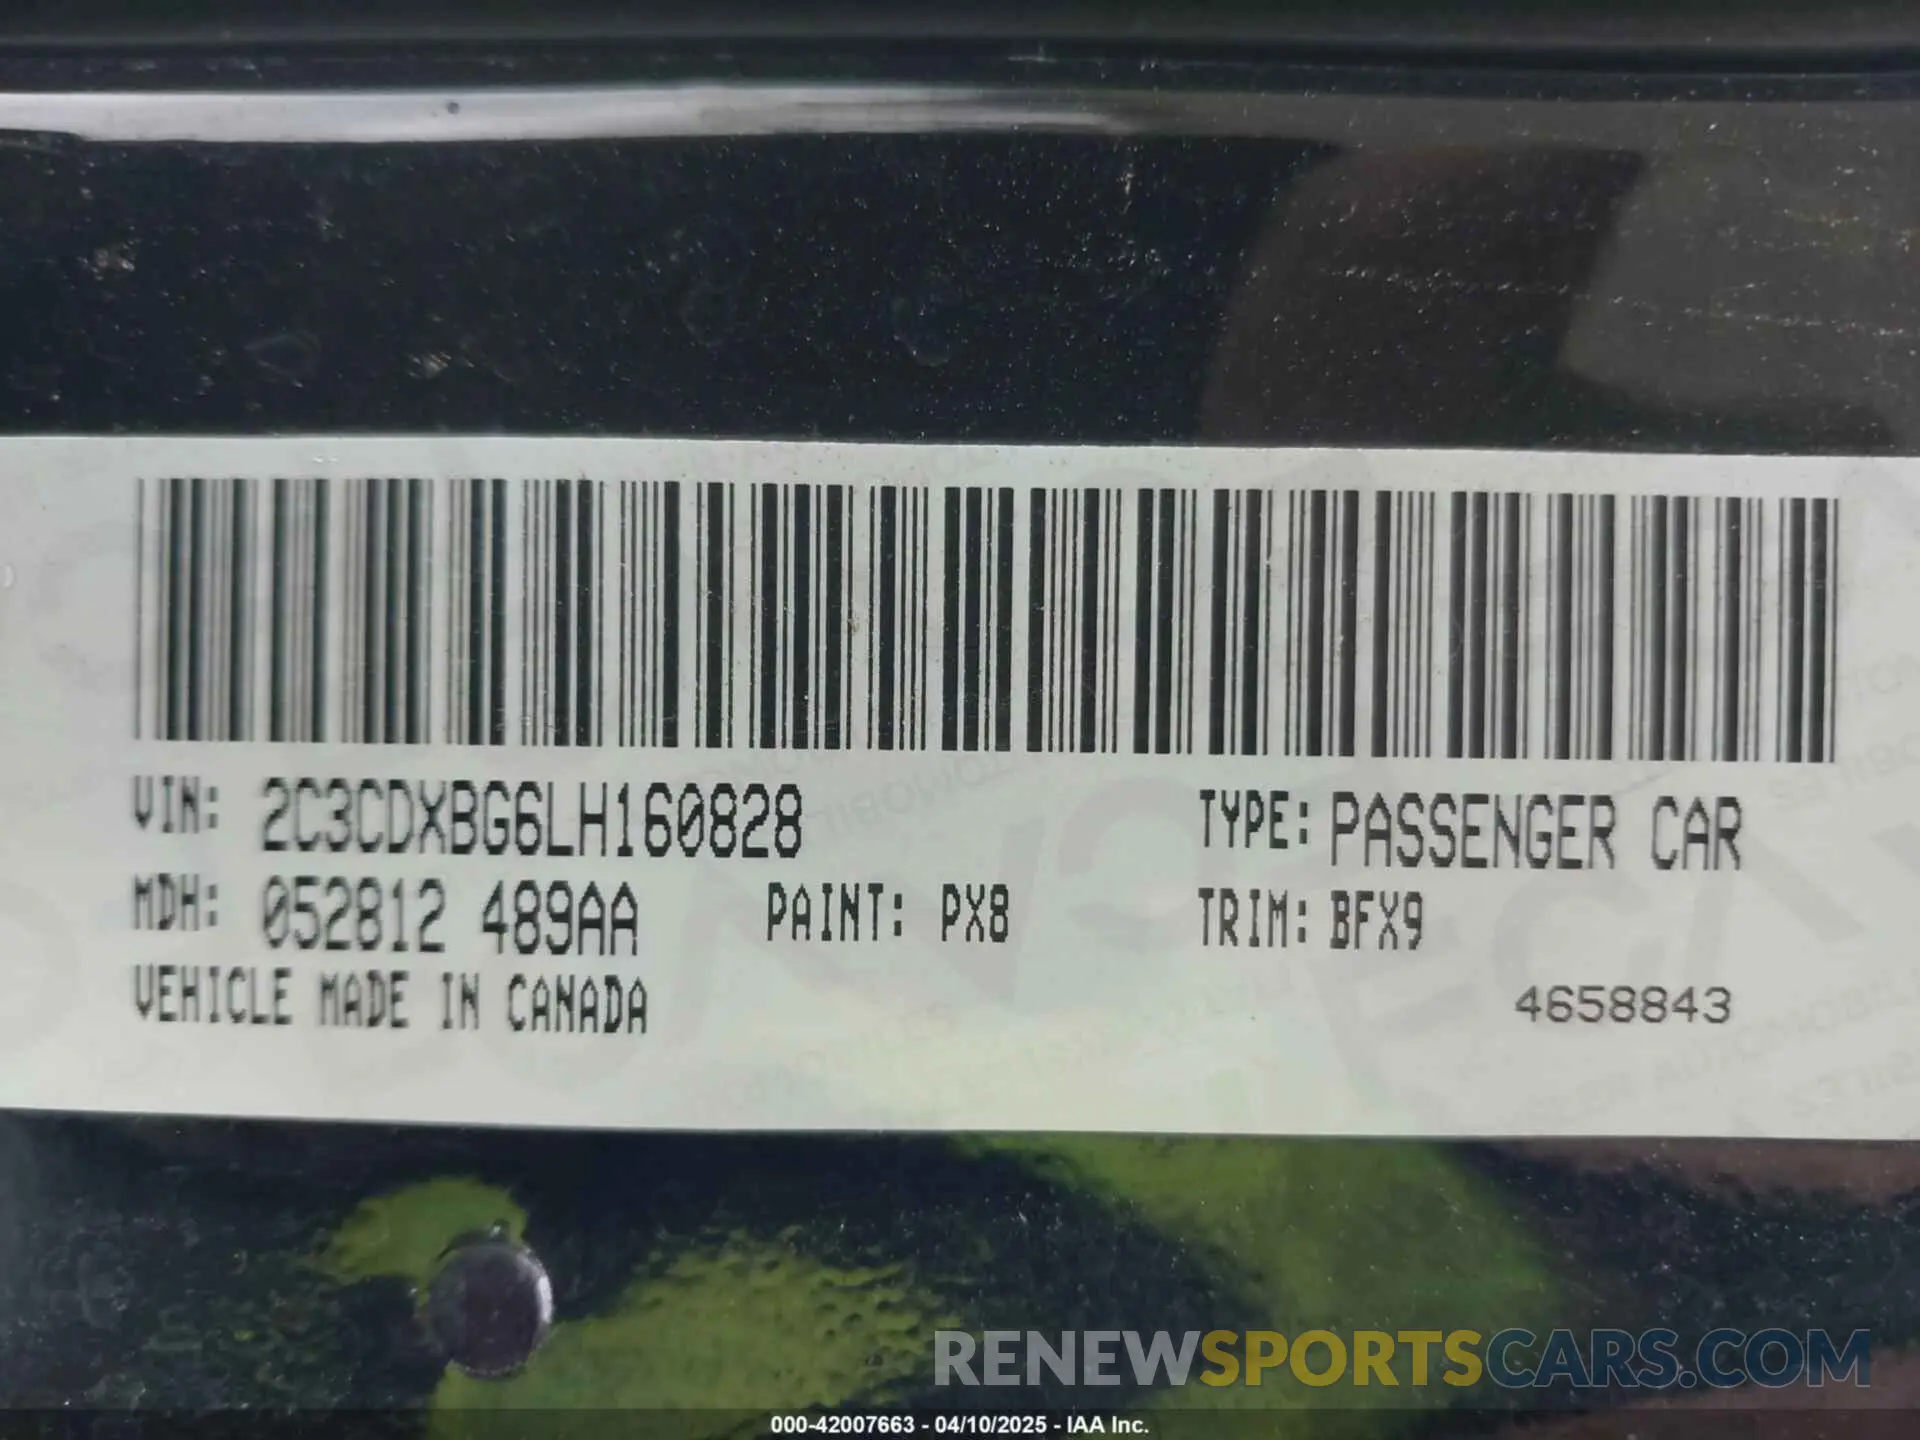 VIN: 2C3CDXBG6LH160828 TYPE: PASSENGER CAR
MDH: 052812 489AA PAINT: PX8 TRIM: BFX9
VEHICLE MADE IN CANADA 4658843
RENEWSPORTSCARS.COM
000-42007663 - 04/10/2025 - IAA Inc.